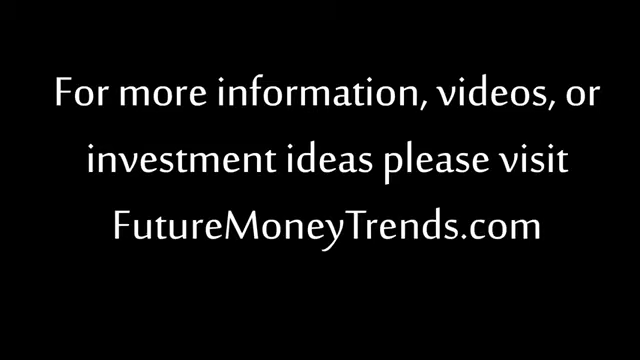 For more information, videos, or
investment ideas please visit
FutureMoneyTrends.com